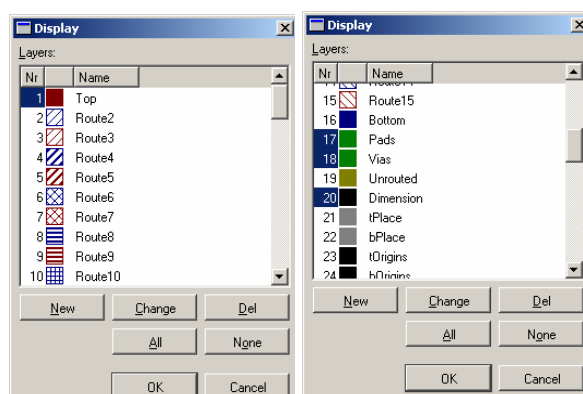 Display
Layers:
Nr Name
1 Top
2 Route2
3 Route3
4 Route4
5 Route5
6 Route6
7 Route7
8 Route8
9 Route9
10 Route10
New Change Del
All None
OK Cancel
Display
Layers:
Nr Name
15 Route15
16 Bottom
17 Pads
18 Vias
19 Unrouted
20 Dimension
21 tPlace
22 bPlace
23 tOrigins
24 bOrigins
New Change Del
All None
OK Cancel